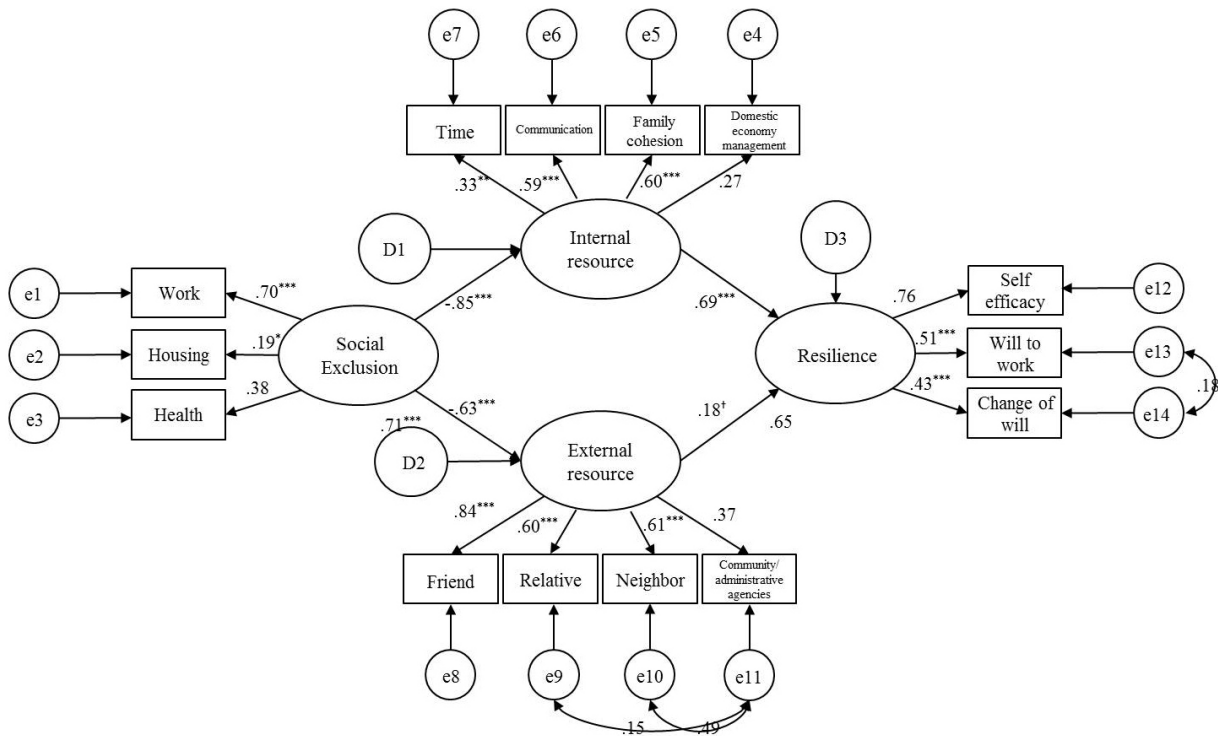 e7
e6
e5
e4
Time
Communication
Family
cohesion
Domestic
economy
management
.33**
.59***
.60***
.27
D1
Internal
resource
D3
e1
Work
.70***
-.85***
.69***
.76
Self
efficacy
e12
e2
Housing
.19*
Social
Exclusion
Resilience
.51***
Will to
work
e13
e3
Health
.38
.43***
Change of
will
e14
.18
.71***
-.63***
.18†
.65
D2
External
resource
.84***
.60***
.61***
.37
Friend
Relative
Neighbor
Community/
administrative
agencies
e8
e9
e10
e11
.15
.49